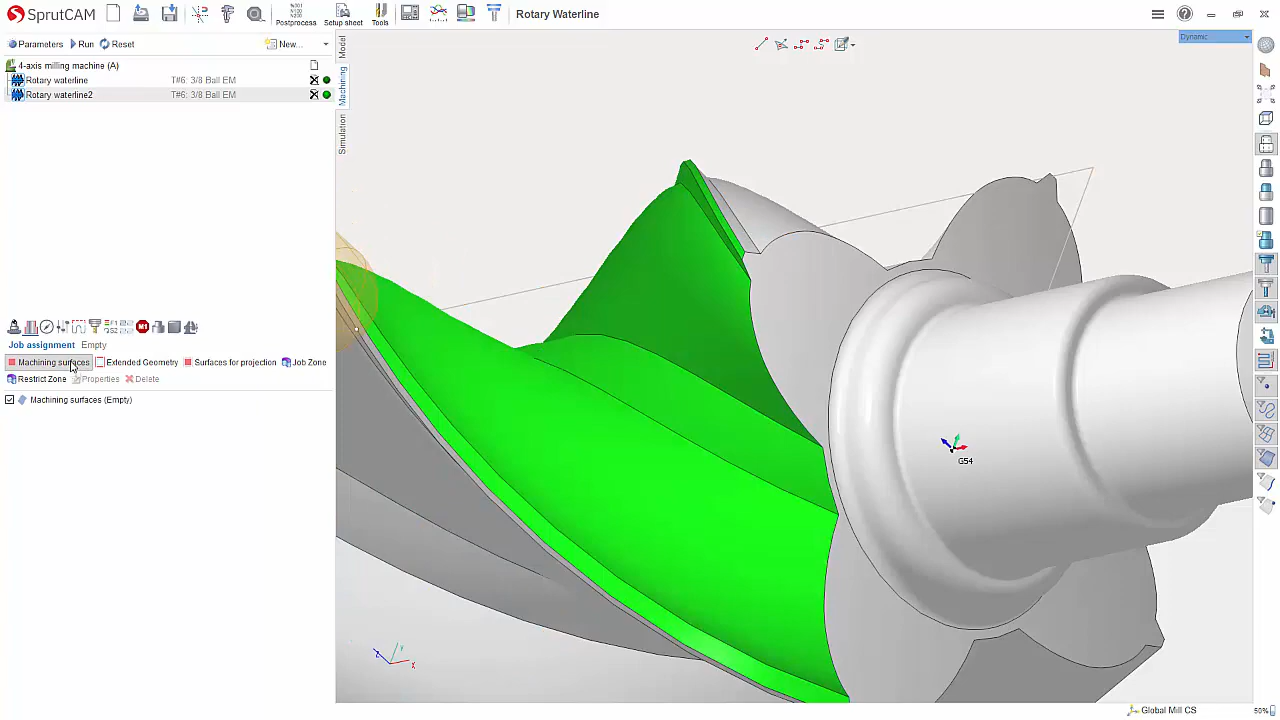 SprutCAM
Postprocess
Setup sheet
Tools
Rotary Waterline
Parameters
Run
Reset
New...
Dynamic
4-axis milling machine (A)
Rotary waterline T#6: 3/8 Ball EM
Rotary waterline2 T#6: 3/8 Ball EM
Model
Machining
Simulation
Job assignment Empty
Machining surfaces
Extended Geometry
Surfaces for projection
Job Zone
Restrict Zone
Properties
Delete
Machining surfaces (Empty)
G54
X
Global Mill CS
50%